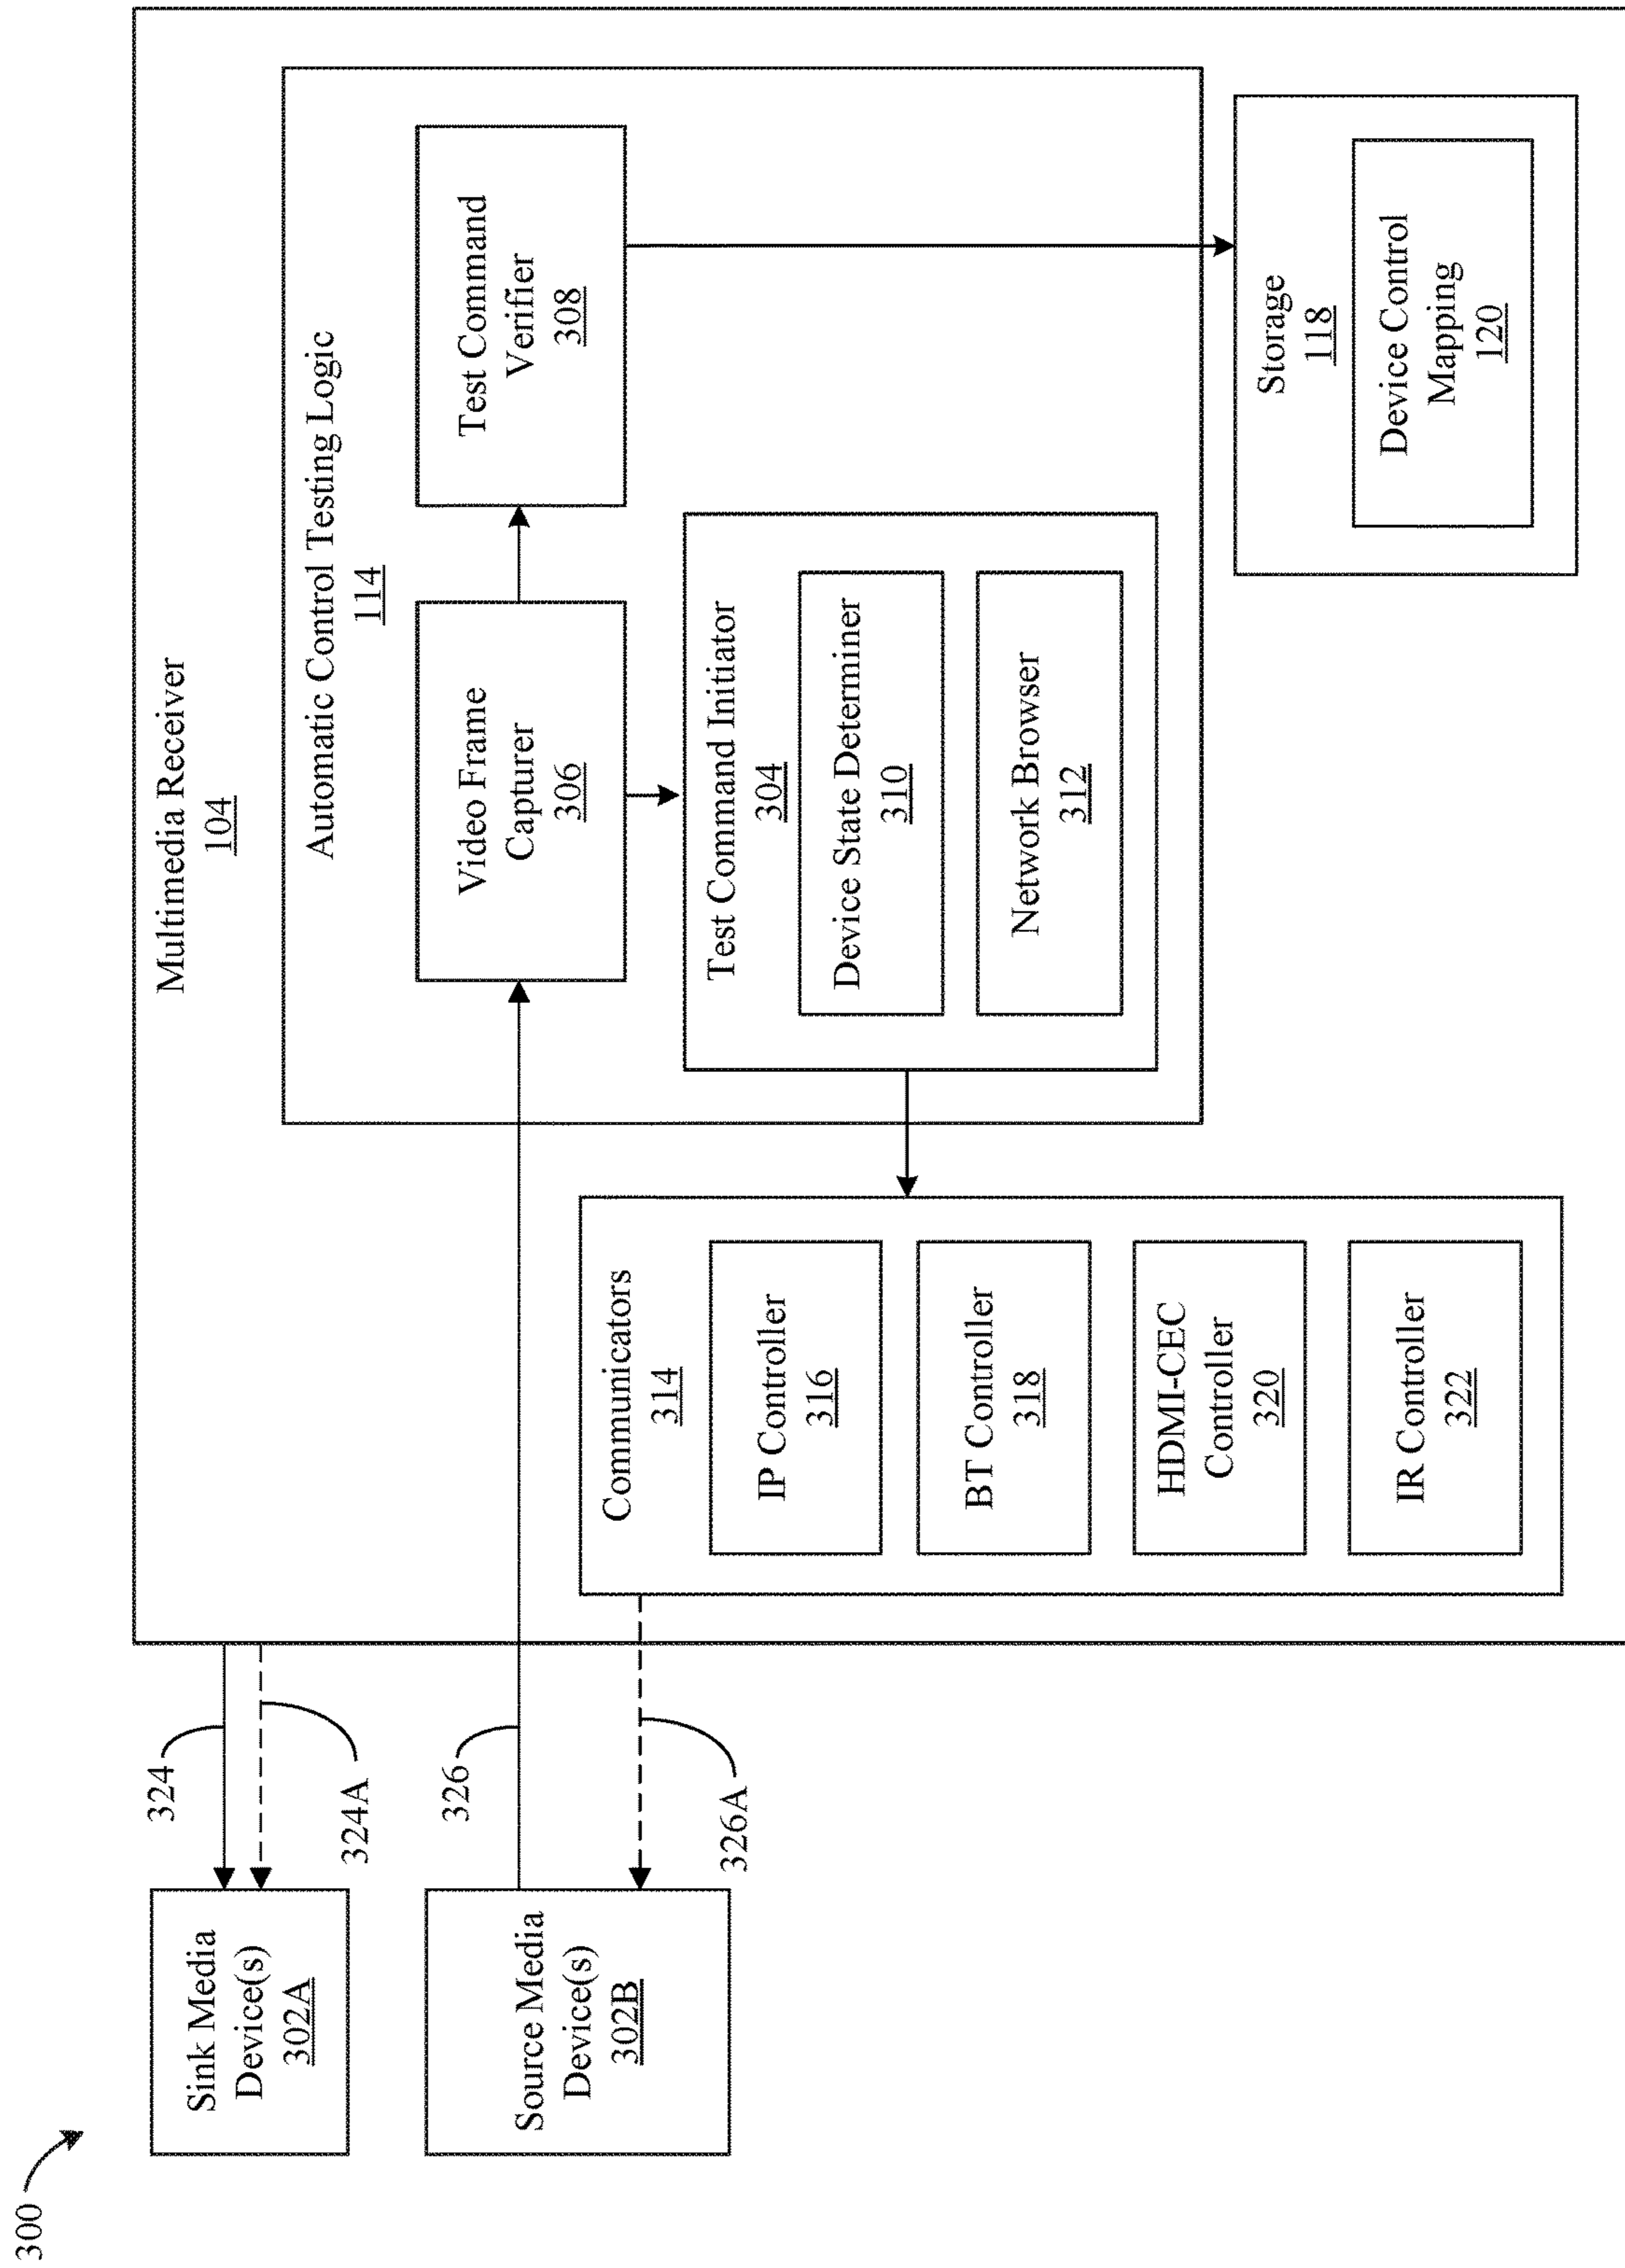 300
Sink Media
Device(s)
302A
324
324A
Source Media
Device(s)
302B
326
326A
Multimedia Receiver
104
Automatic Control Testing Logic
114
Video Frame
Capturer
306
Test Command
Verifier
308
Test Command Initiator
304
Device State Determiner
310
Network Browser
312
Communicators
314
IP Controller
316
BT Controller
318
HDMI-CEC
Controller
320
IR Controller
322
Storage
118
Device Control
Mapping
120